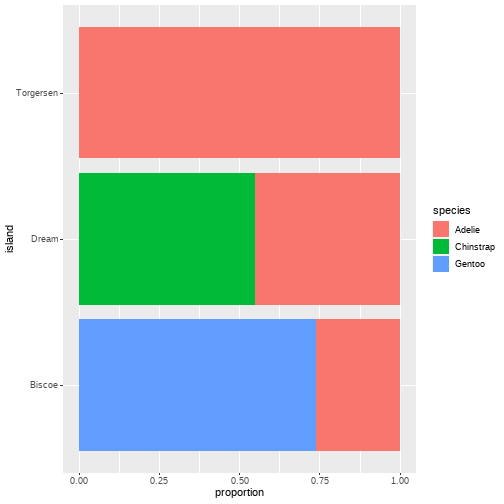 Torgersen
Dream
Biscoe
island
0.00 0.25 0.50 0.75 1.00
proportion
species
Adelie
Chinstrap
Gentoo